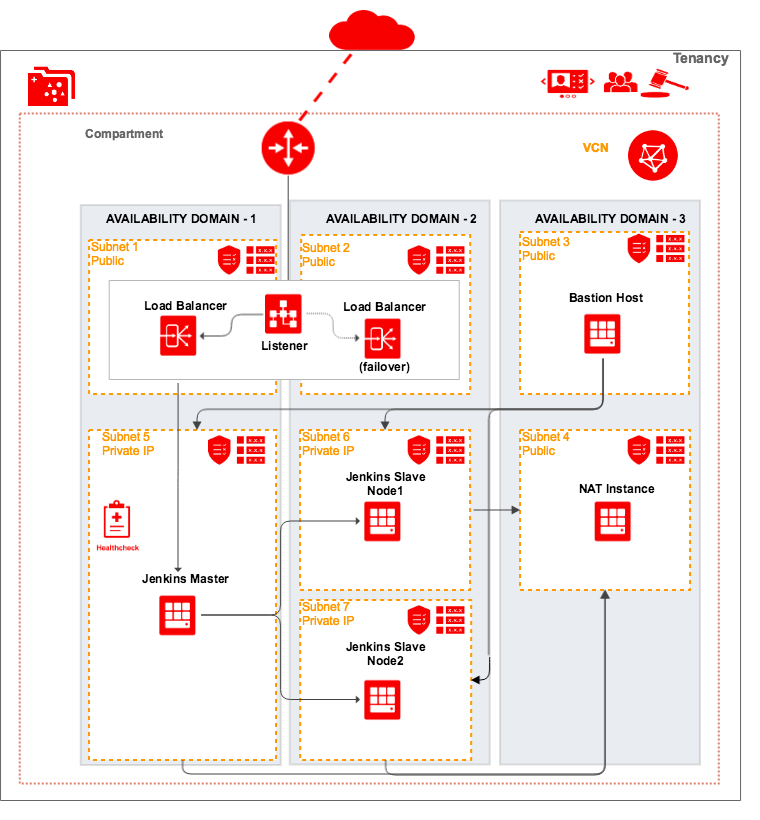 Tenancy
Compartment
VCN
AVAILABILITY DOMAIN - 1
AVAILABILITY DOMAIN - 2
AVAILABILITY DOMAIN - 3
Subnet 1
Public
X.X.X
X.X.X
X.X.X
Subnet 2
Public
X.X.X
X.X.X
X.X.X
Subnet 3
Public
X.X.X
X.X.X
X.X.X
Load Balancer
Listener
Load Balancer
(failover)
Bastion Host
Subnet 5
Private IP
X.X.X
X.X.X
X.X.X
Subnet 6
Private IP
X.X.X
X.X.X
X.X.X
Subnet 4
Public
X.X.X
X.X.X
X.X.X
Jenkins Slave
Node1
NAT Instance
Healthcheck
Jenkins Master
Subnet 7
Private IP
X.X.X
X.X.X
X.X.X
Jenkins Slave
Node2